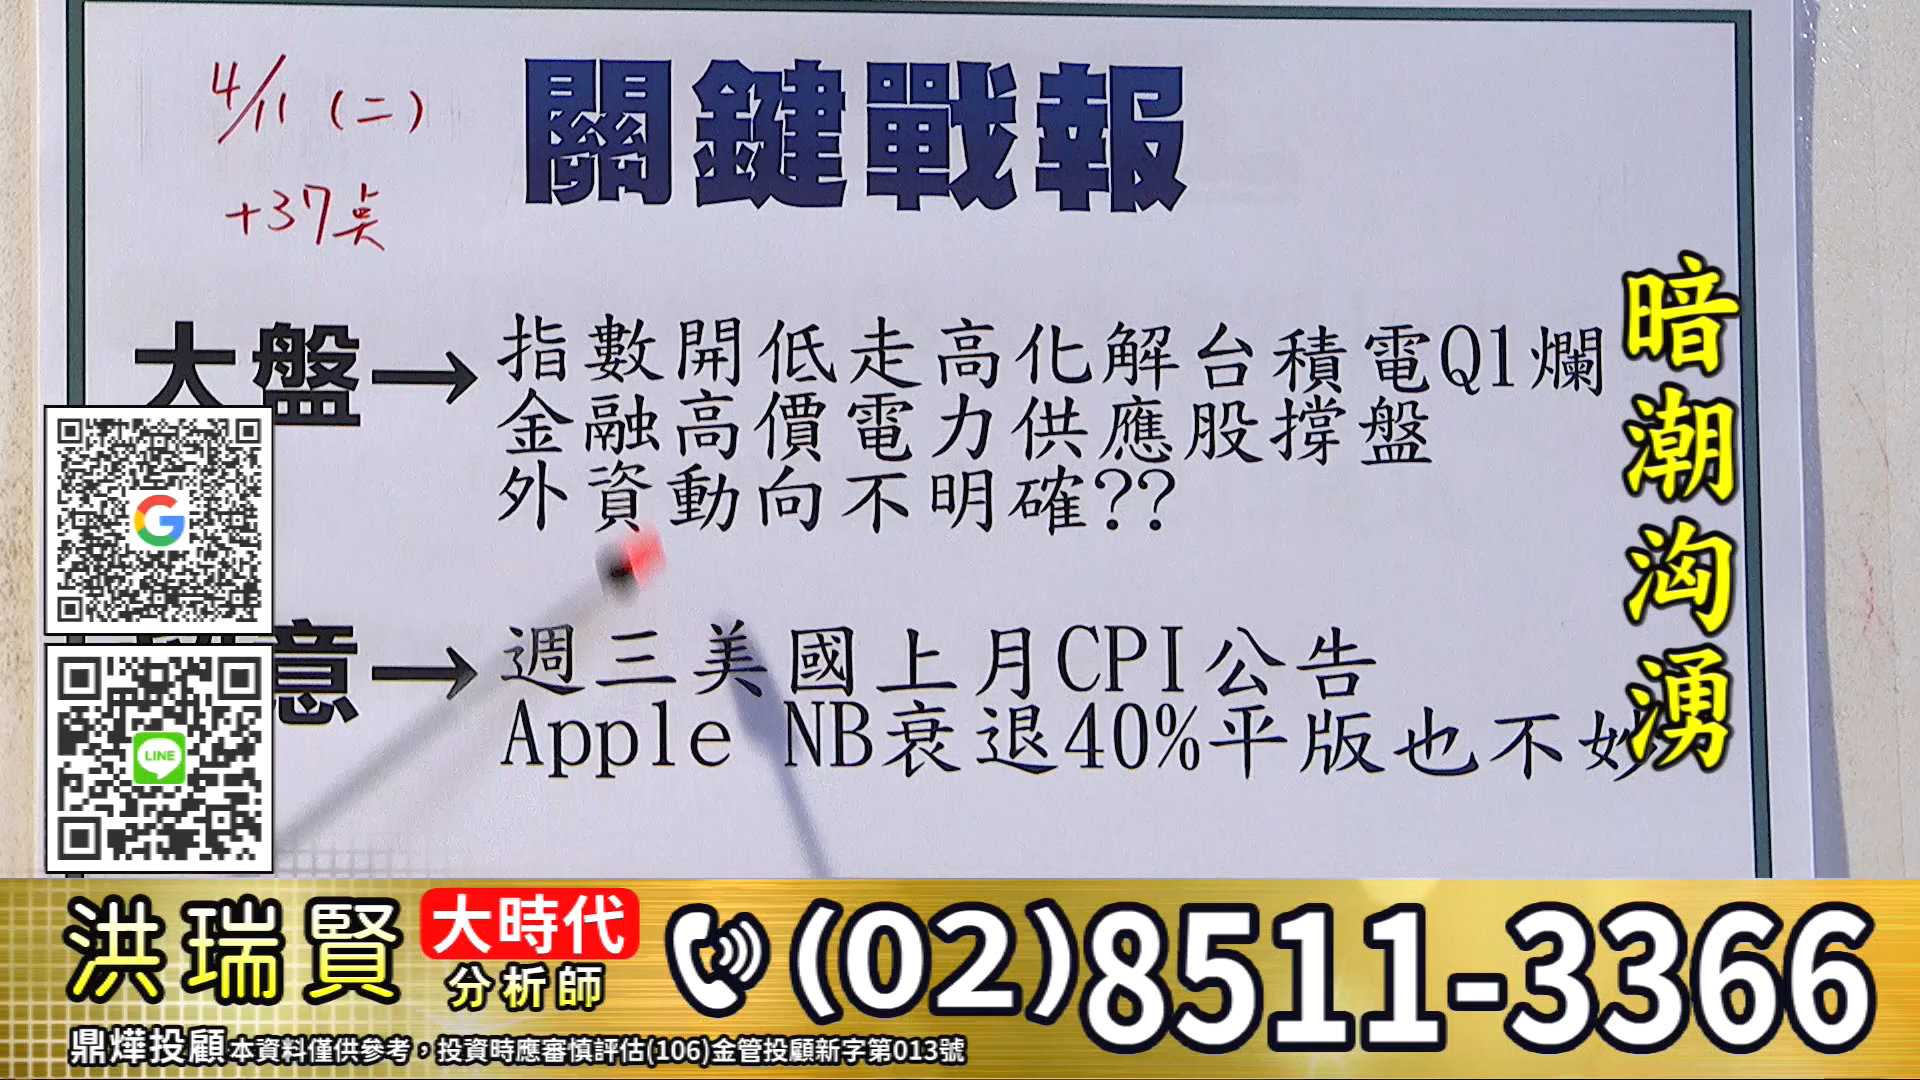 4/11 (二)
+37点
關鍵戰報
大盤→
指數開低走高化解台積電Q1爛
金融高價電力供應股撐盤
外資動向不明確??
意→
週三美國上月CPI公告
Apple NB衰退40%平版也不妙
暗潮洶湧
LINE
洪瑞賢
大時代
分析師
(02)8511-3366
鼎燁投顧 本資料僅供參考，投資時應審慎評估(106)金管投顧新字第013號